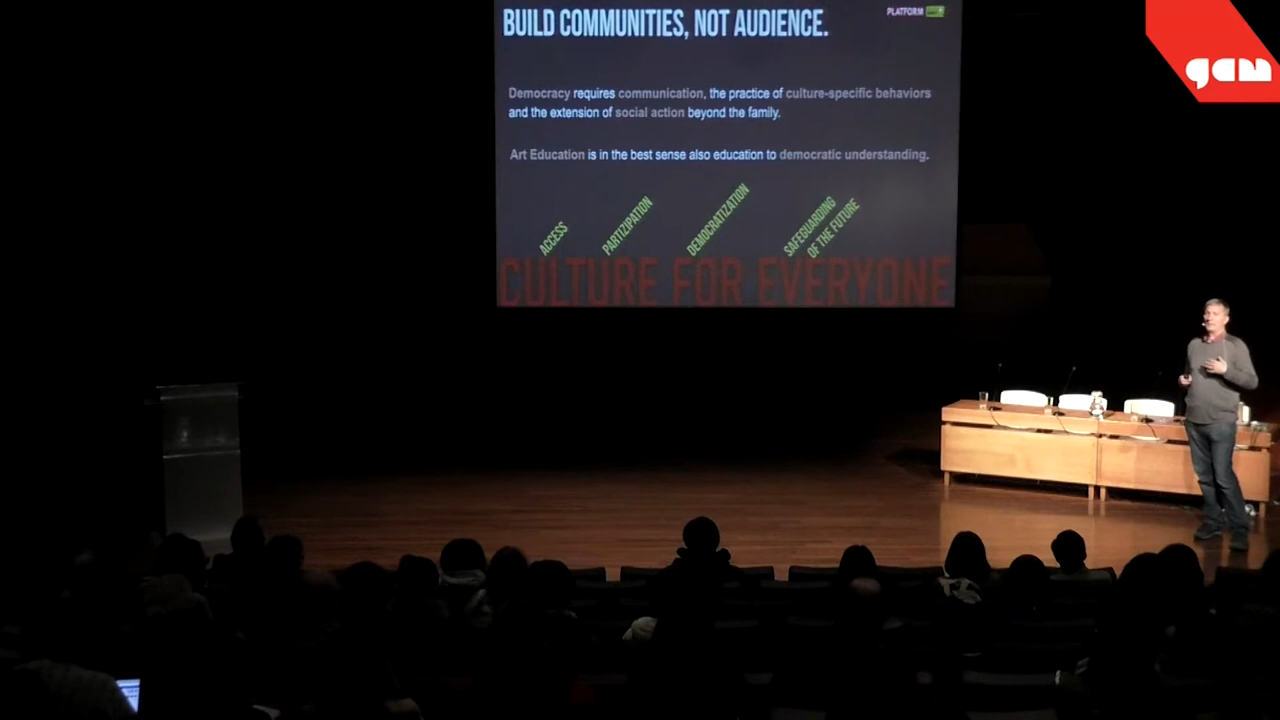 BUILD COMMUNITIES, NOT AUDIENCE.
PLATFORM
gam
Democracy requires communication, the practice of culture-specific behaviors
and the extension of social action beyond the family.
Art Education is in the best sense also education to democratic understanding.
ACCESS
PARTIZIPATION
DEMOCRATIZATION
SAFEGUARDING
OF THE FUTURE
CULTURE FOR EVERYONE